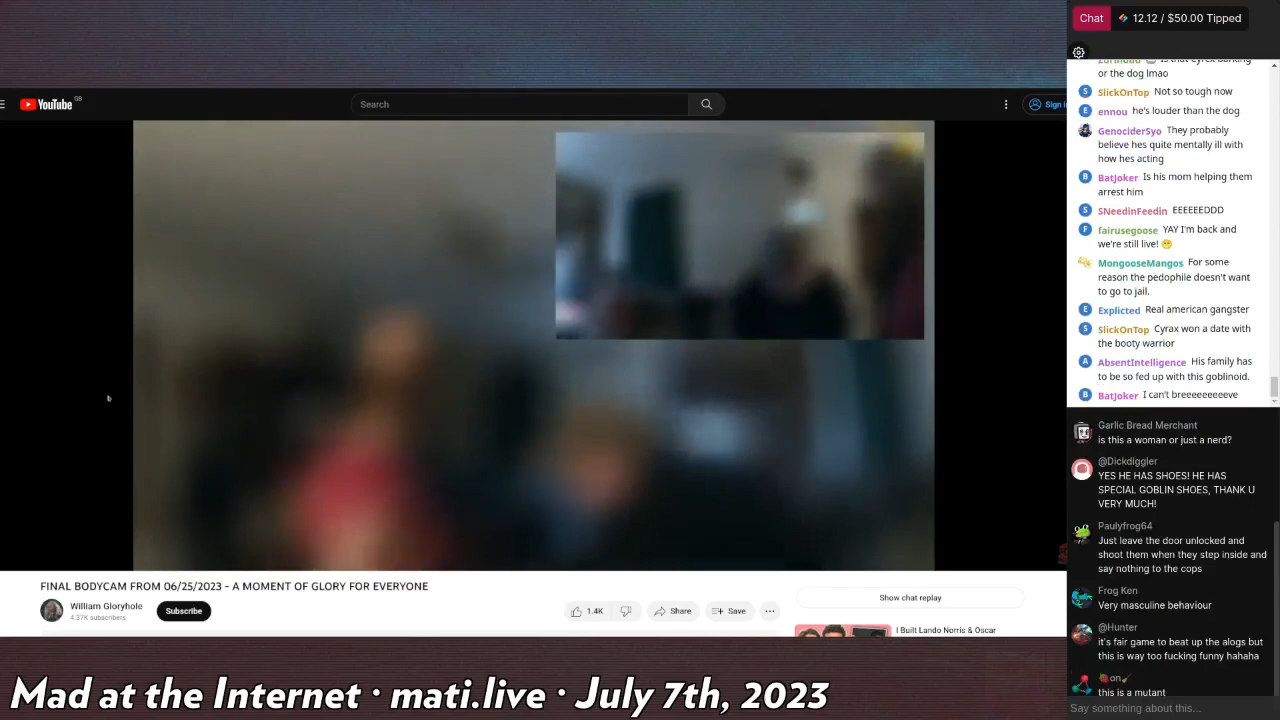 Chat
12.12 / $50.00 Tipped
YouTube GB
Search
Sign i
Is that Cyrex barking
or the dog lmao
SlickOnTop Not so tough now
ennou he's louder than the dog
GenociderSyo They probably
believe hes quite mentally ill with
how hes acting
BatJoker Is his mom helping them
arrest him
SNeedinFeedin EEEEEEDDD
fairusegoose YAY I'm back and
we're still live! 😁
MongooseMangos For some
reason the pedophile doesn't want
to go to jail.
Explicted Real american gangster
SlickOnTop Cyrax won a date with
the booty warrior
AbsentIntelligence His family has
to be so fed up with this goblinoid.
BatJoker I can't breeeeeeeeeve
Garlic Bread Merchant
is this a woman or just a nerd?
@Dickdiggler
YES HE HAS SHOES! HE HAS
SPECIAL GOBLIN SHOES, THANK U
VERY MUCH!
Paulyfrog64
Just leave the door unlocked and
shoot them when they step inside and
say nothing to the cops
Frog Ken
Very masculine behaviour
@Hunter
it's fair game to beat up the alogs but
this is way too fucking funny hahaha
🍓on🎻
this is a mutant
Say something about this...
FINAL BODYCAM FROM 06/25/2023 - A MOMENT OF GLORY FOR EVERYONE
William Gloryhole
4.37K subscribers
Subscribe
1.4K
Share
Save
Show chat replay
I Built Lando Norris & Oscar
Mad at the Internet · mati.live · July 7th, 2023